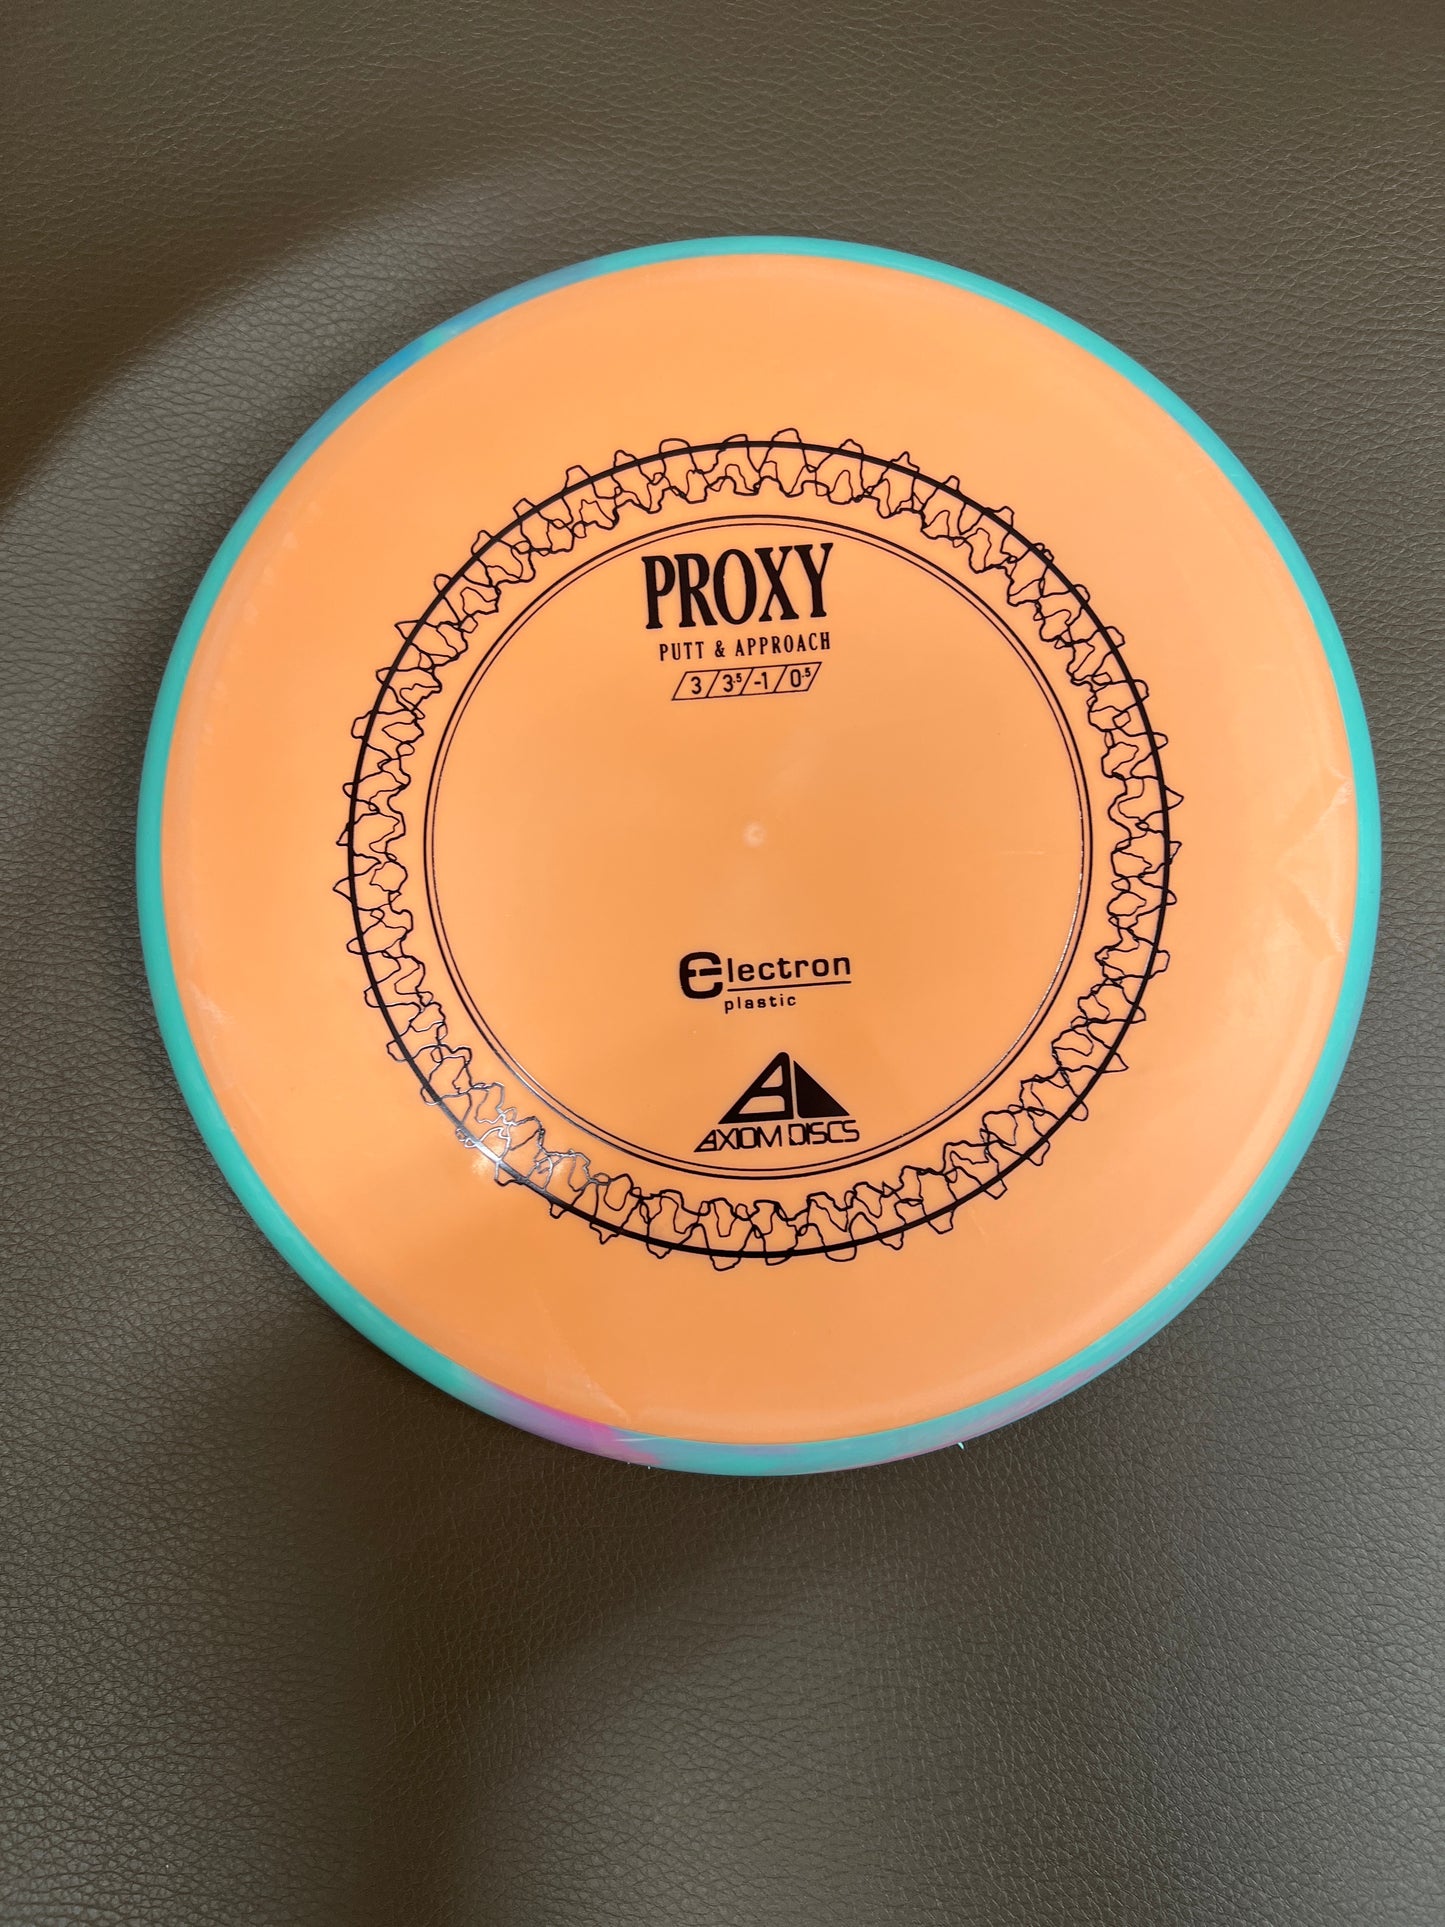 PROXY
PUTT & APPROACH
3 / 3.5 / -1 / 0.5
Electron
plastic
AXIOM DISCS